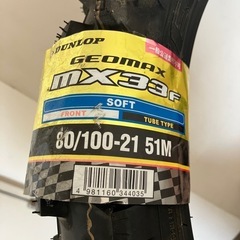 DUNLOP
GEOMAX
MX33F
SOFT
FRONT
TUBE TYPE
80/100-21 51M
4 981160 344035